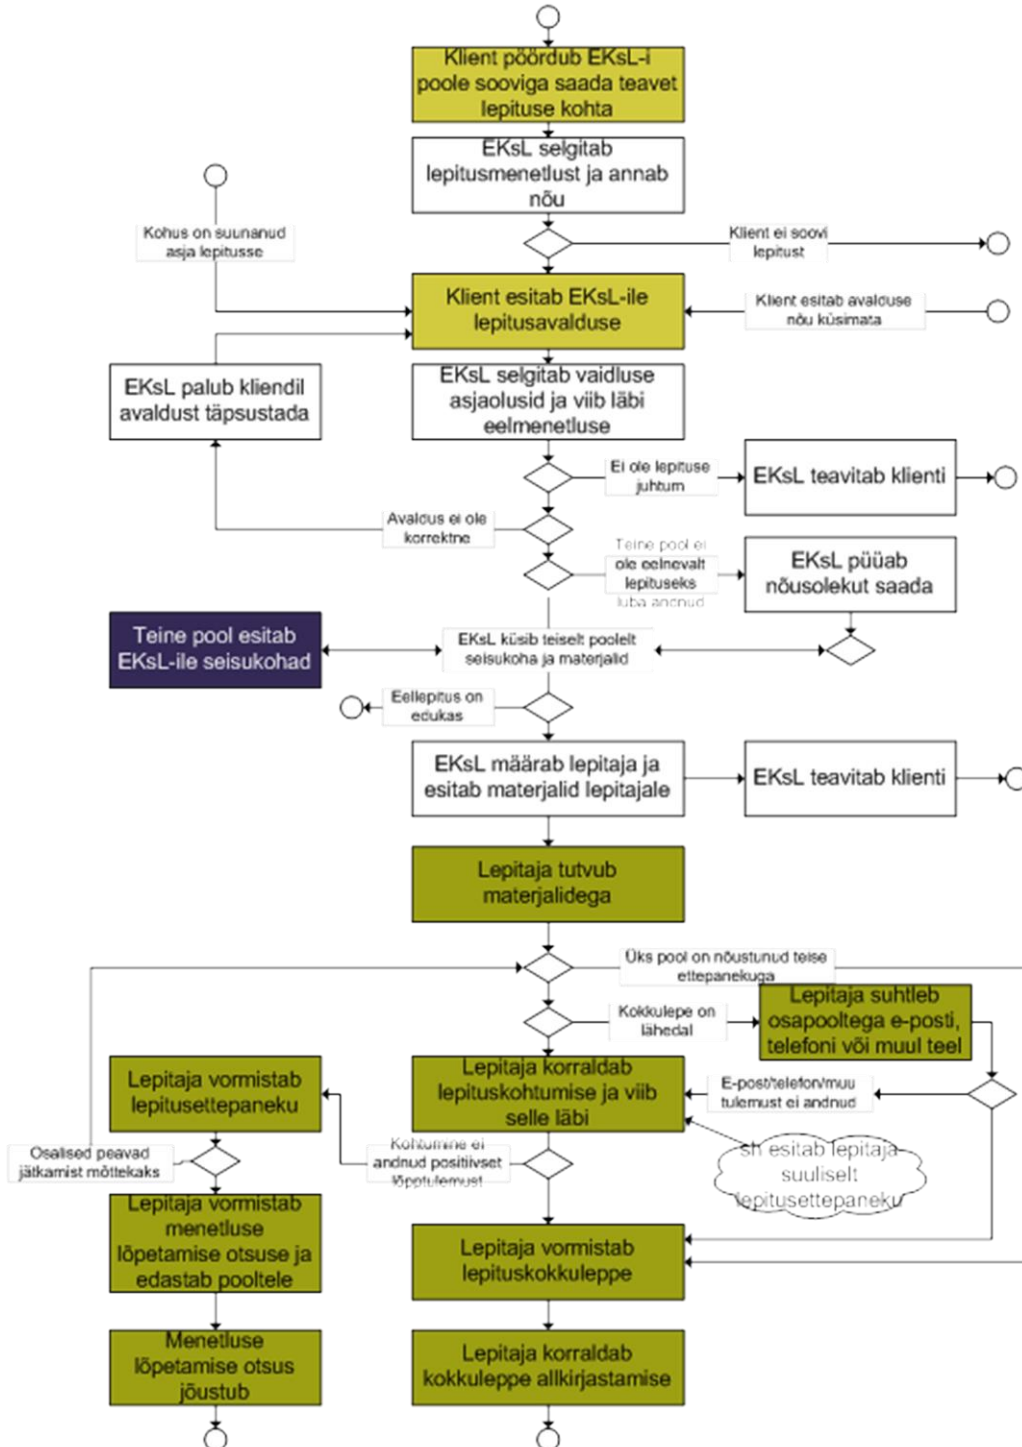 Klient pöördub EKsL-i
poole sooviga saada teavet
lepituse kohta
EKsL selgitab
lepitusmenetlust ja annab
nõu
Kohus on suunanud
asja lepitusse
Klient ei soovi
lepitust
Klient esitab EKsL-ile
lepitusavalduse
Klient esitab avalduse
nõu küsimata
EKsL palub kliendil
avaldust täpsustada
EKsL selgitab vaidluse
asjaolusid ja viib läbi
eelmenetluse
Ei ole lepituse
juhtum
EKsL teavitab klienti
Avaldus ei ole
korrektne
Teine pool ei
ole eelnevalt
lepituseks
luba andnud
EKsL püüab
nõusolekut saada
Teine pool esitab
EKsL-ile seisukohad
EKsL küsib teiselt poolelt
seisukoha ja materjalid
Eellepitus on
edukas
EKsL määrab lepitaja ja
esitab materjalid lepitajale
EKsL teavitab klienti
Lepitaja tutvub
materjalidega
Üks pool on nõustunud teise
ettepanekuga
Kokkulepe on
lähedal
Lepitaja suhtleb
osapooltega e-posti,
telefoni või muul teel
Lepitaja vormistab
lepitusettepaneku
Lepitaja korraldab
lepituskohtumise ja viib
selle läbi
E-post/telefon/muu
tulemust ei andnud
Osalised peavad
jätkamist mõttekaks
Kohtumine ei
andnud positiivset
lõpptulemust
sh esitab lepitaja
suuliselt
lepitusettepaneku
Lepitaja vormistab
menetluse
lõpetamise otsuse ja
edastab pooltele
Lepitaja vormistab
lepituskokkuleppe
Menetluse
lõpetamise otsus
jõustub
Lepitaja korraldab
kokkuleppe allkirjastamise